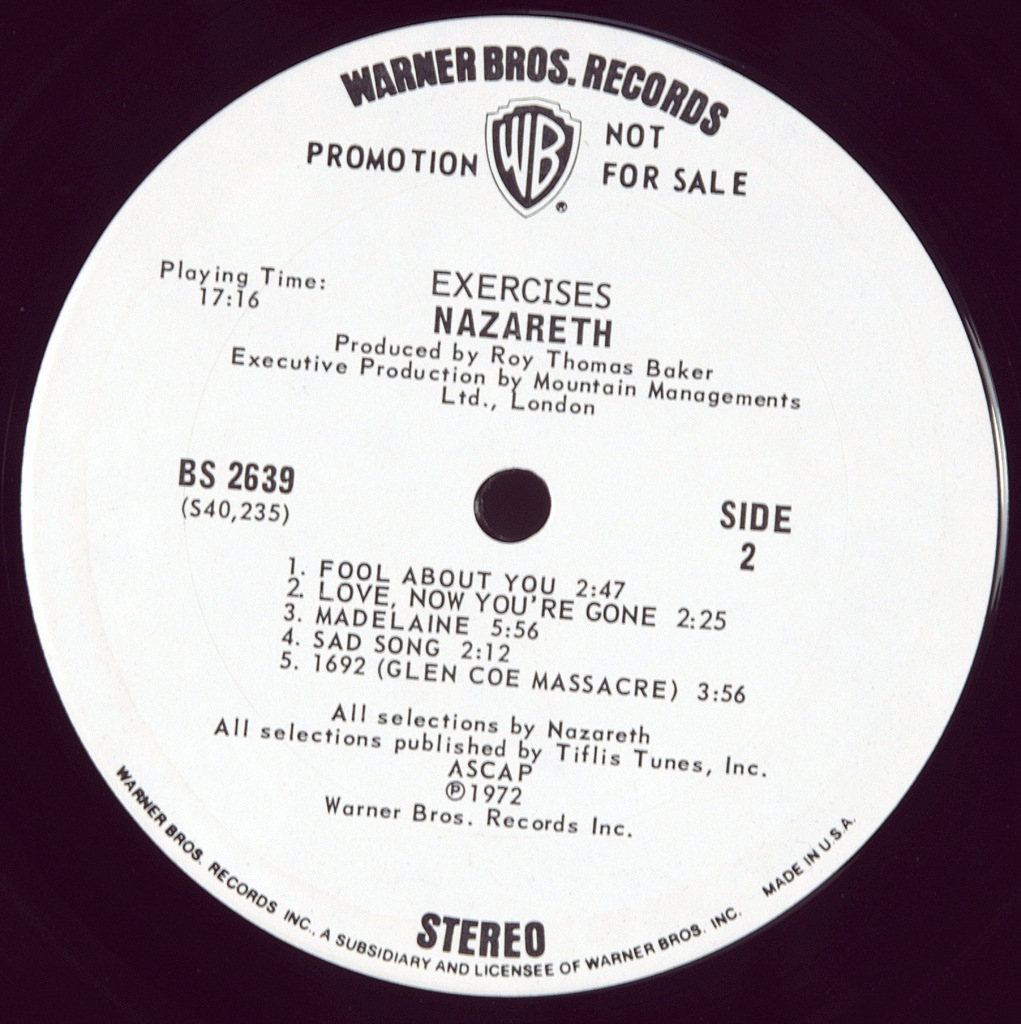 WARNER BROS. RECORDS
PROMOTION WB NOT
FOR SALE
®
Playing Time:
17:16
EXERCISES
NAZARETH
Produced by Roy Thomas Baker
Executive Production by Mountain Managements
Ltd., London
BS 2639
(S40,235)
SIDE
2
1. FOOL ABOUT YOU 2:47
2. LOVE, NOW YOU'RE GONE 2:25
3. MADELAINE 5:56
4. SAD SONG 2:12
5. 1692 (GLEN COE MASSACRE) 3:56
All selections by Nazareth
All selections published by Tiflis Tunes, Inc.
ASCAP
℗1972
Warner Bros. Records Inc.
STEREO
WARNER BROS. RECORDS INC., A SUBSIDIARY AND LICENSEE OF WARNER BROS. INC. MADE IN U.S.A.